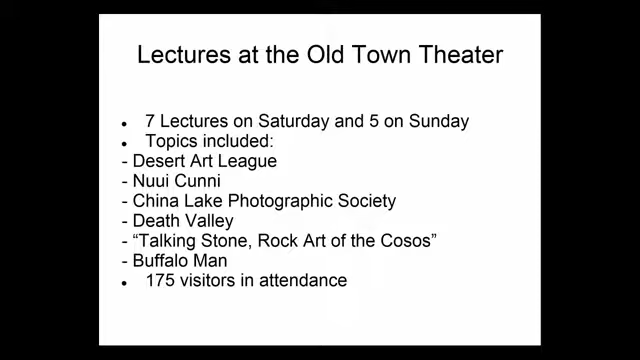 Lectures at the Old Town Theater
• 7 Lectures on Saturday and 5 on Sunday
• Topics included:
- Desert Art League
- Nuui Cunni
- China Lake Photographic Society
- Death Valley
- “Talking Stone, Rock Art of the Cosos”
- Buffalo Man
• 175 visitors in attendance